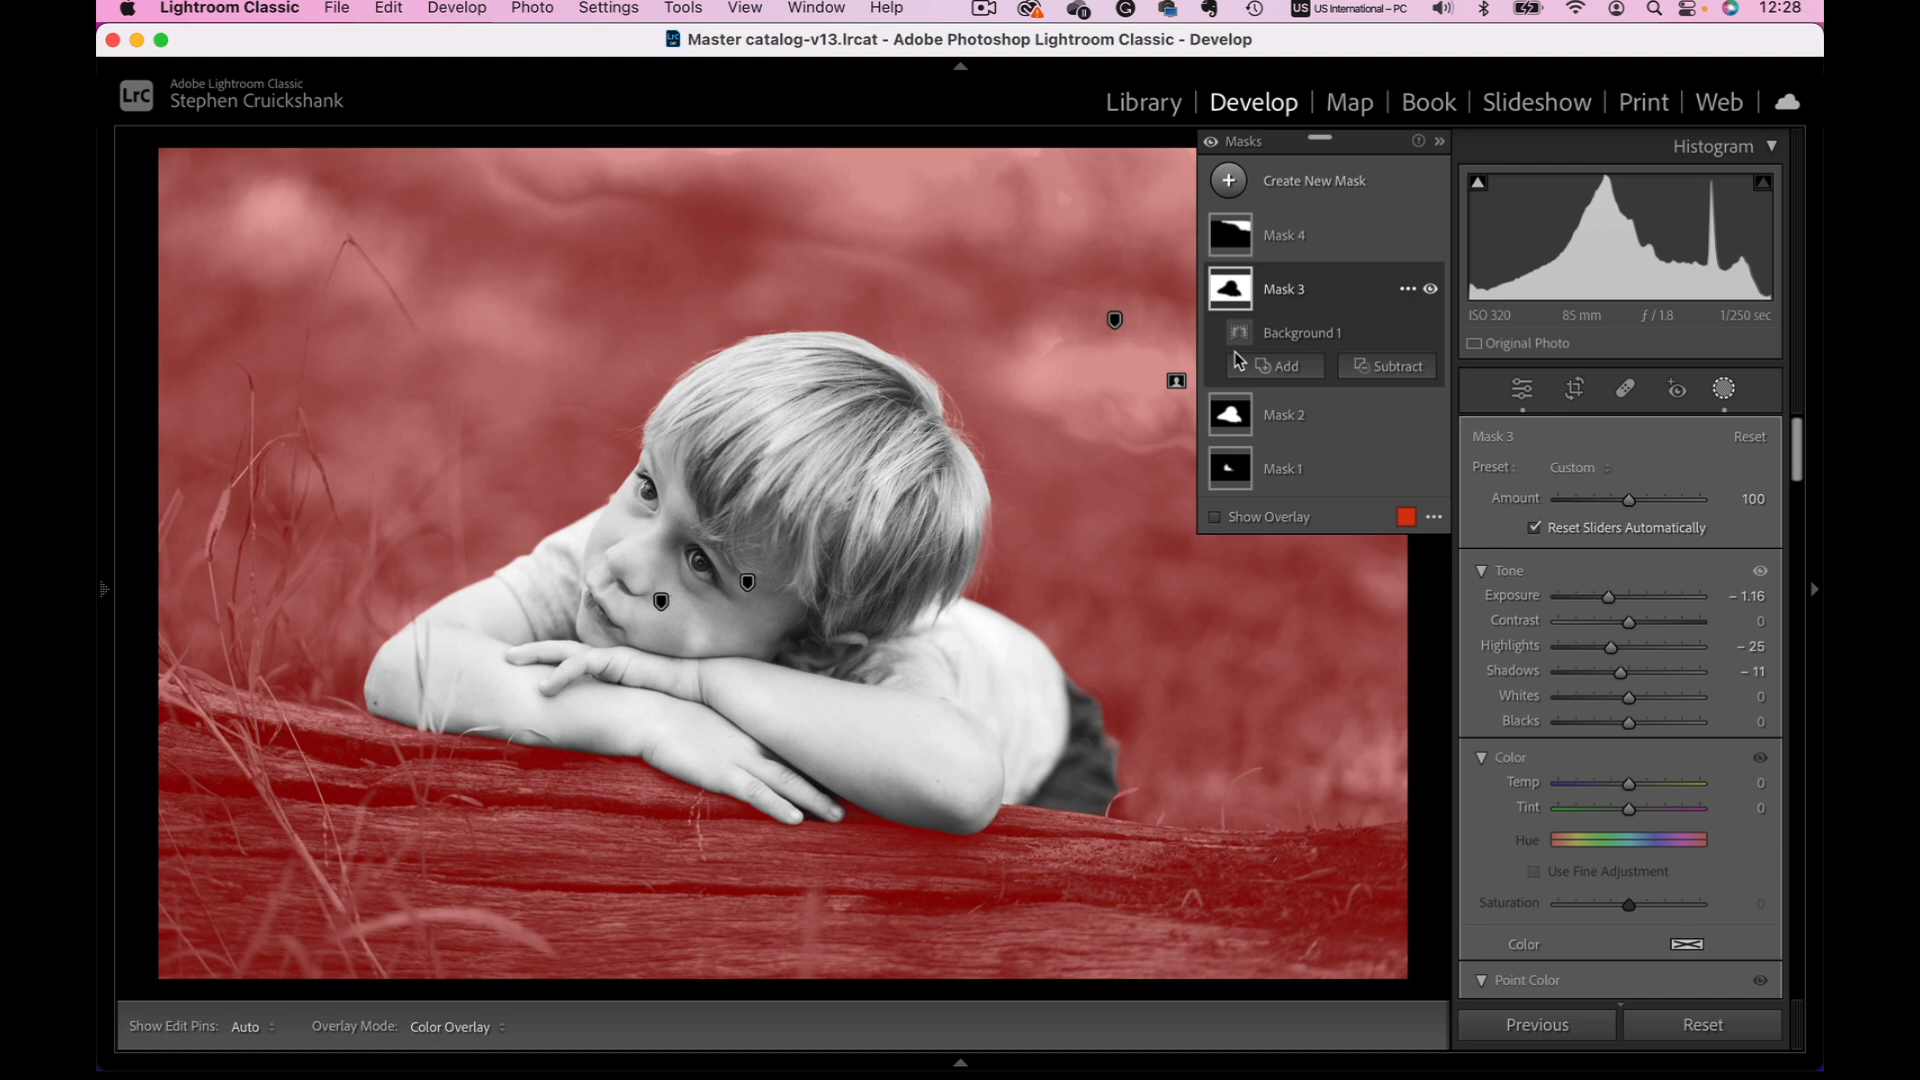 Lightroom Classic File Edit Develop Photo Settings Tools View Window Help US US International – PC 12:28
Master catalog-v13.lrcat - Adobe Photoshop Lightroom Classic - Develop
LrC
Adobe Lightroom Classic
Stephen Cruickshank
Library | Develop | Map | Book | Slideshow | Print | Web |
Masks
Create New Mask
Mask 4
Mask 3
Background 1
Add Subtract
Mask 2
Mask 1
Show Overlay
Histogram
ISO 320 85 mm ƒ / 1.8 1/250 sec
Original Photo
Mask 3 Reset
Preset : Custom
Amount 100
Reset Sliders Automatically
Tone
Exposure – 1.16
Contrast 0
Highlights – 25
Shadows – 11
Whites 0
Blacks 0
Color
Temp 0
Tint 0
Hue
Use Fine Adjustment
Saturation 0
Color
Point Color
Show Edit Pins: Auto Overlay Mode: Color Overlay
Previous Reset